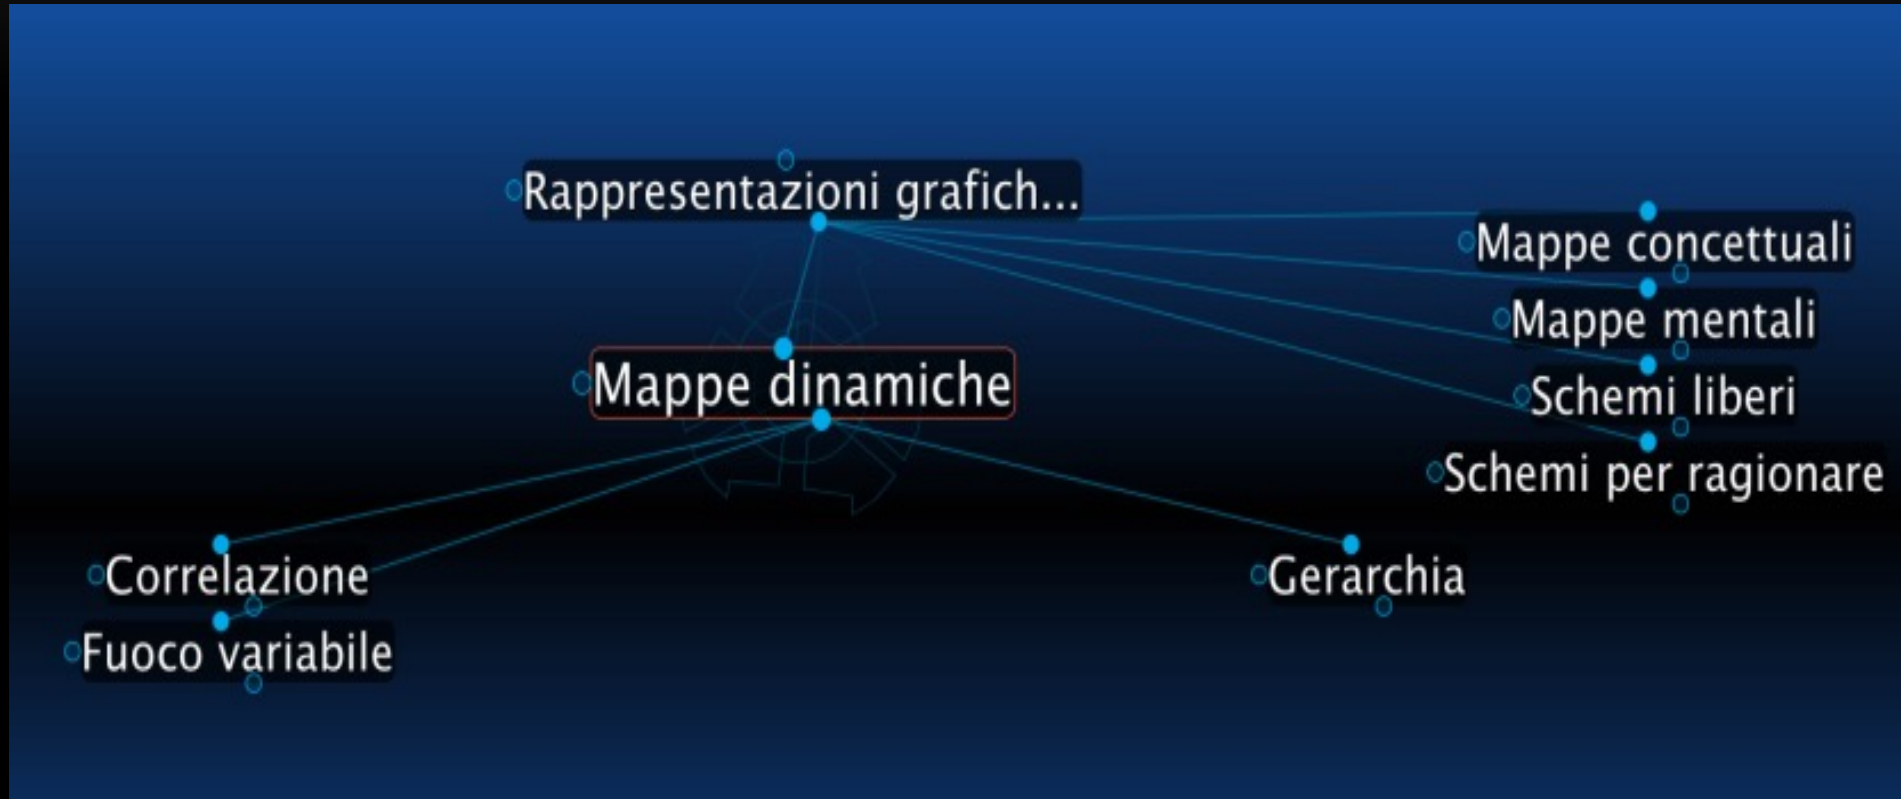 Rappresentazioni grafich...
Mappe concettuali
Mappe mentali
Mappe dinamiche
Schemi liberi
Schemi per ragionare
Correlazione
Gerarchia
Fuoco variabile